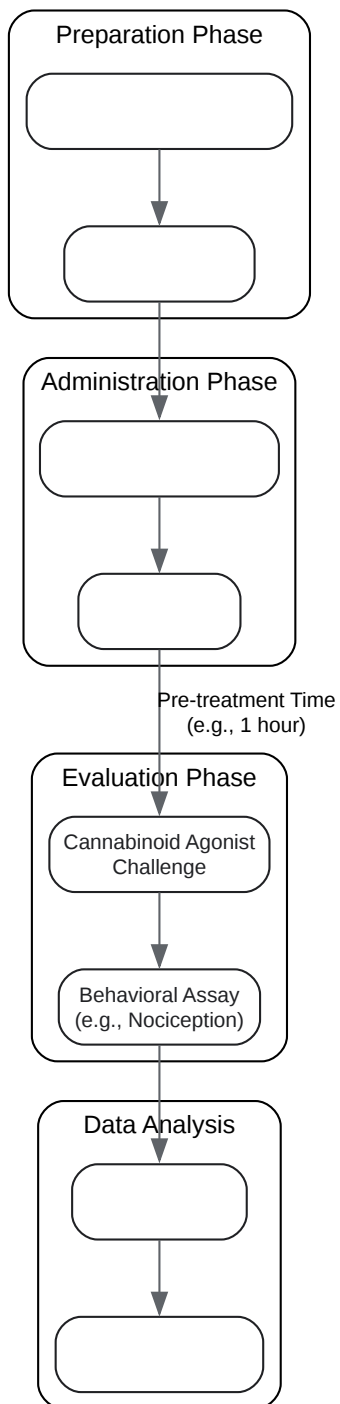 Preparation Phase
Administration Phase
Pre-treatment Time
(e.g., 1 hour)
Evaluation Phase
Cannabinoid Agonist
Challenge
Behavioral Assay
(e.g., Nociception)
Data Analysis